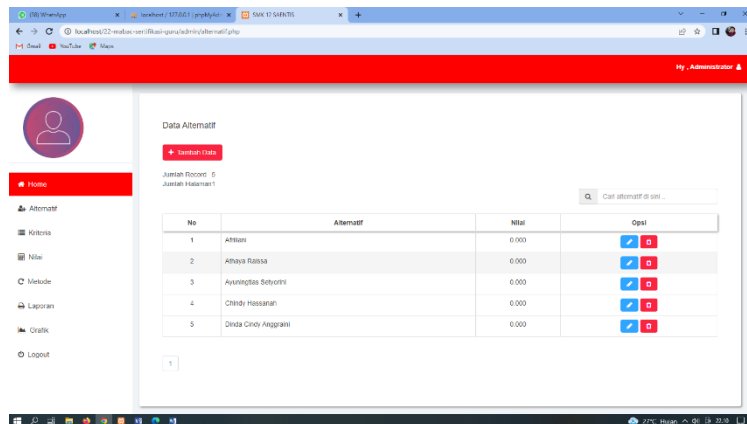 (18) WhatsApp
localhost / 127.0.0.1 | phpMyAd
SMK 12 SAENTIS
localhost/22-mabac-sertifikasi-guru/admin/alternatif.php
Gmail YouTube Maps
Hy , Administrator
Data Alternatif
+ Tambah Data
Jumlah Record
Jumlah Halaman 1
Cari alternatif di sini ...
Home
Alternatif
Kriteria
Nilai
Metode
Laporan
Grafik
Logout
No Alternatif Nilai Opsi
1 Afriliani 0.000
2 Athaya Raissa 0.000
3 Ayuningtias Setyorini 0.000
4 Chindy Hassanah 0.000
5 Dinda Cindy Anggraini 0.000
1
27°C Hujan 22.10